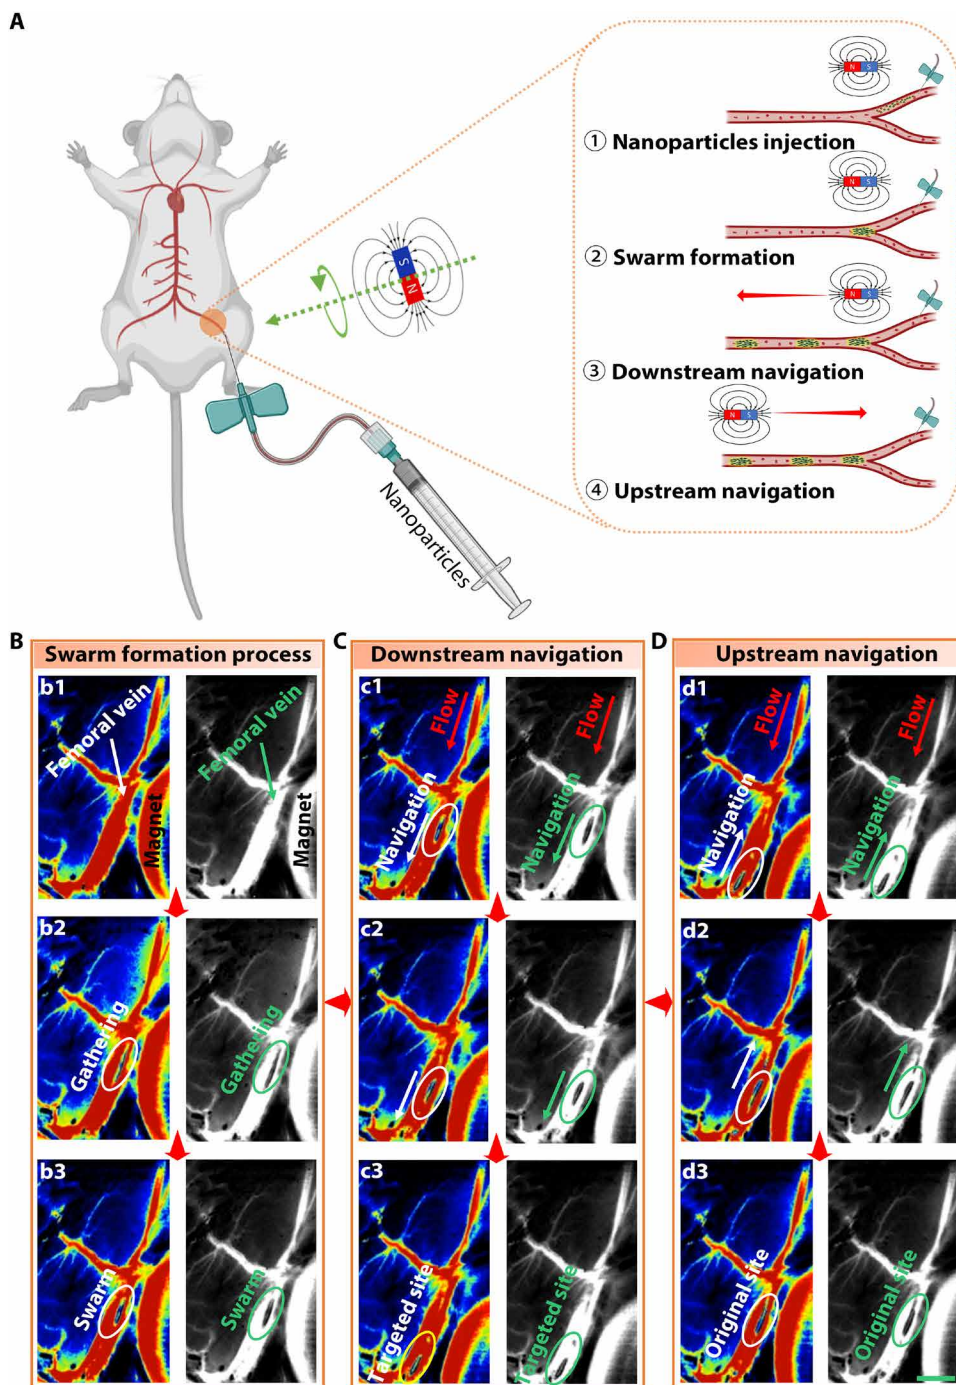 A
N S
① Nanoparticles injection
N S
② Swarm formation
S
N
N S
③ Downstream navigation
N S
④ Upstream navigation
Nanoparticles
B Swarm formation process
C Downstream navigation
D Upstream navigation
b1
Femoral vein
Magnet
Femoral vein
Magnet
c1
Flow
Navigation
Flow
Navigation
d1
Flow
Navigation
Flow
Navigation
b2
Gathering
Gathering
c2
d2
b3
Swarm
Swarm
c3
Targeted site
Targeted site
d3
Original site
Original site